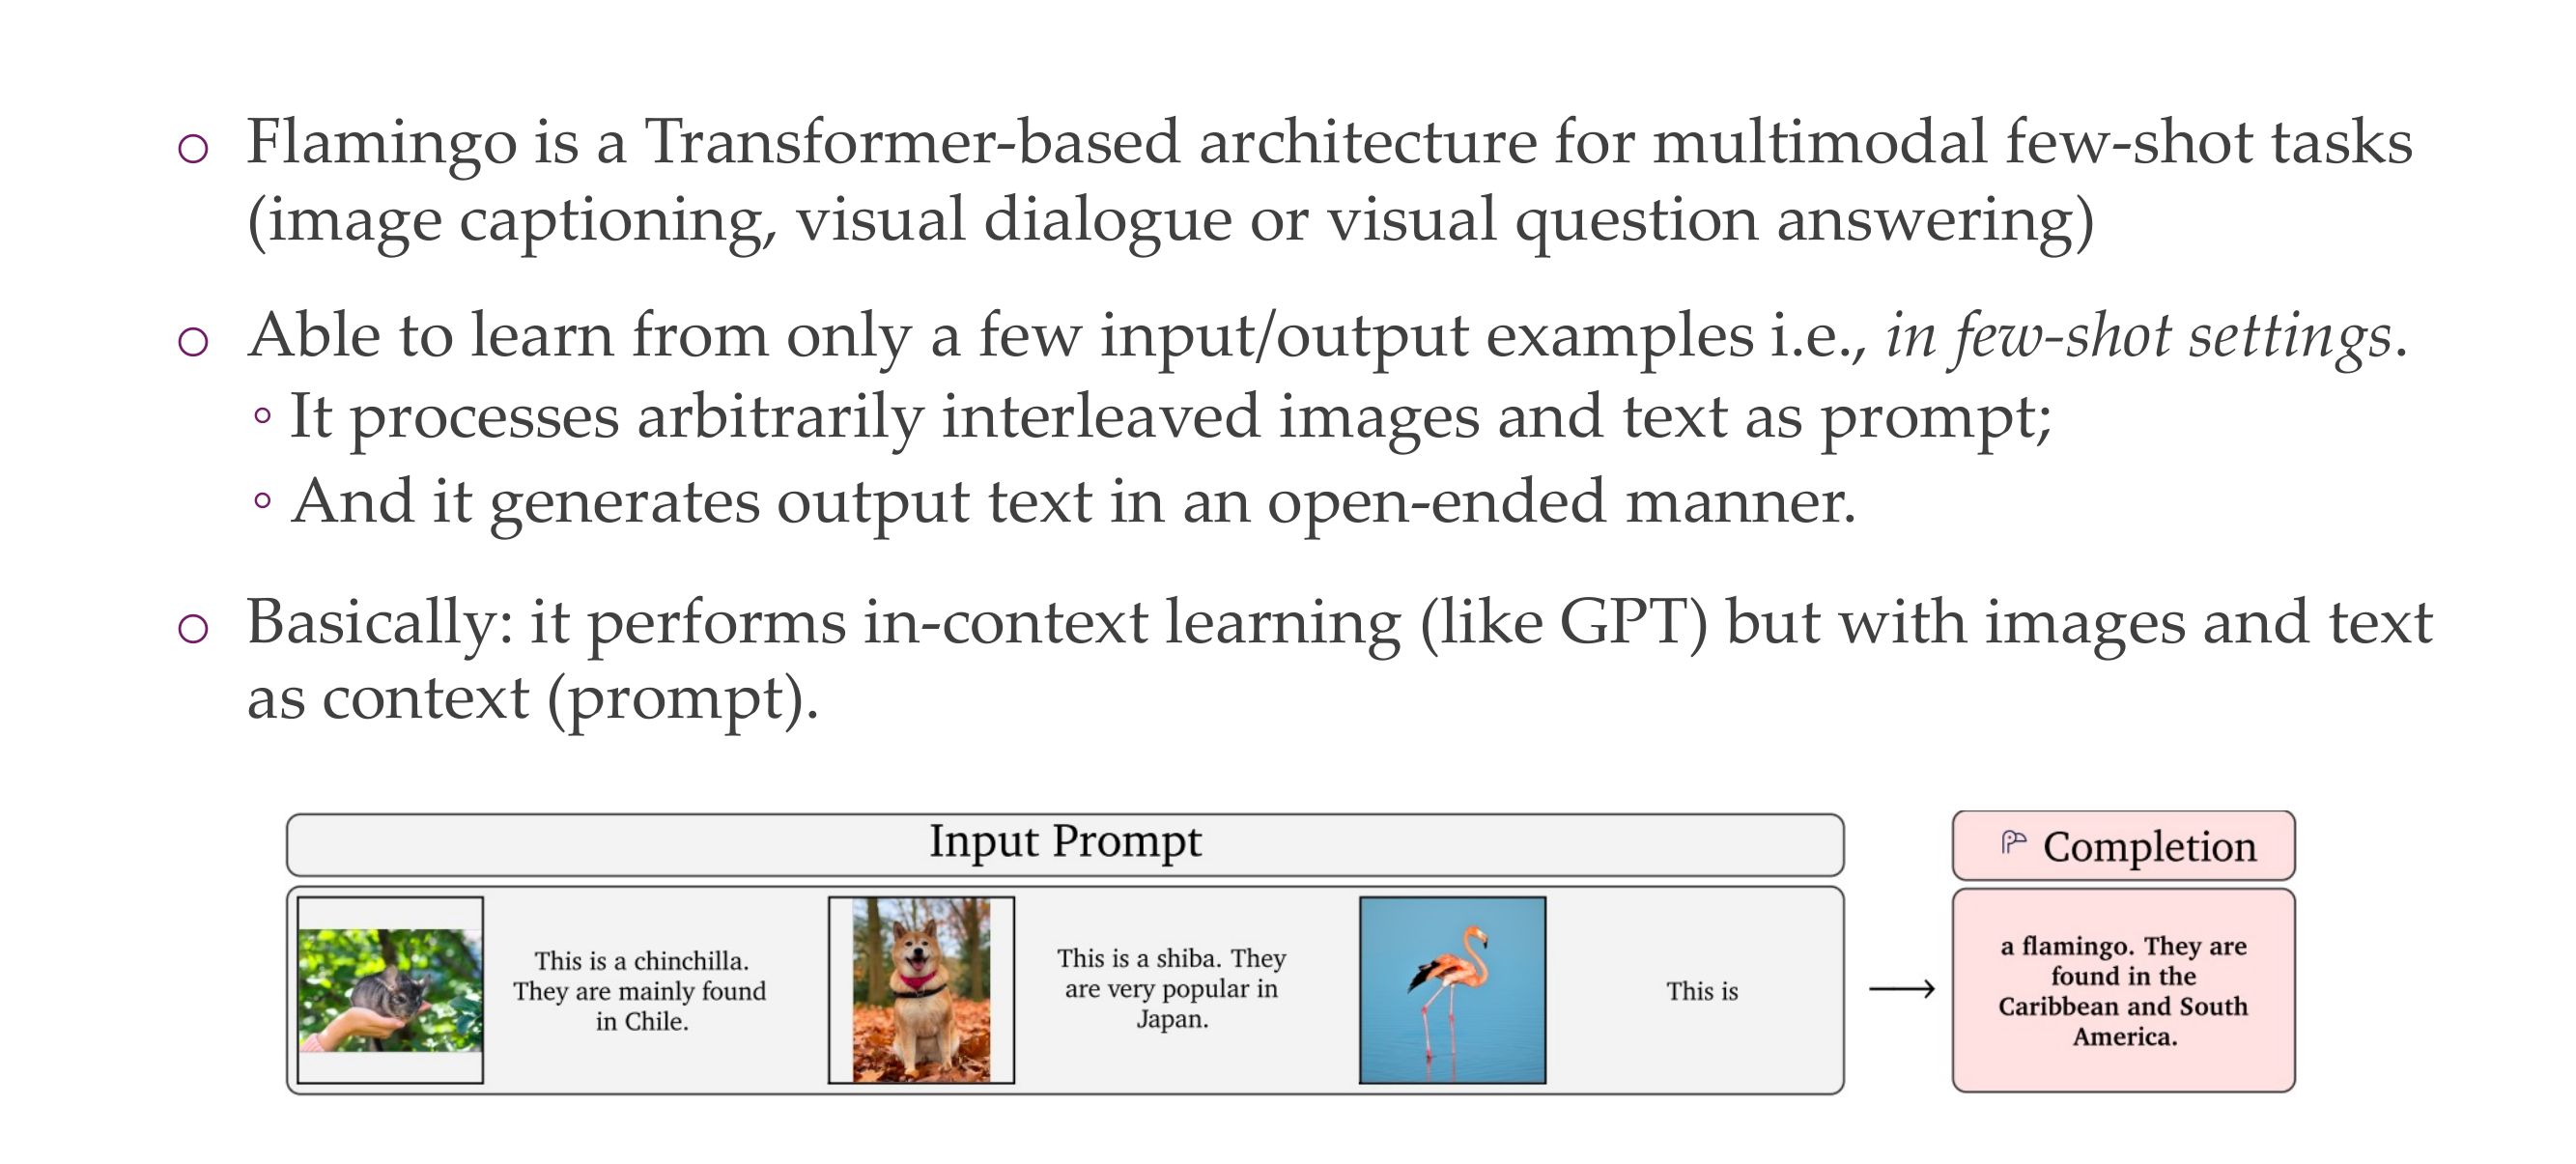 Flamingo is a Transformer-based architecture for multimodal few-shot tasks
(image captioning, visual dialogue or visual question answering)
Able to learn from only a few input/output examples i.e., in few-shot settings.
It processes arbitrarily interleaved images and text as prompt;
And it generates output text in an open-ended manner.
Basically: it performs in-context learning (like GPT) but with images and text
as context (prompt).
Input Prompt
This is a chinchilla.
They are mainly found
in Chile.
This is a shiba. They
are very popular in
Japan.
This is
Completion
a flamingo. They are
found in the
Caribbean and South
America.